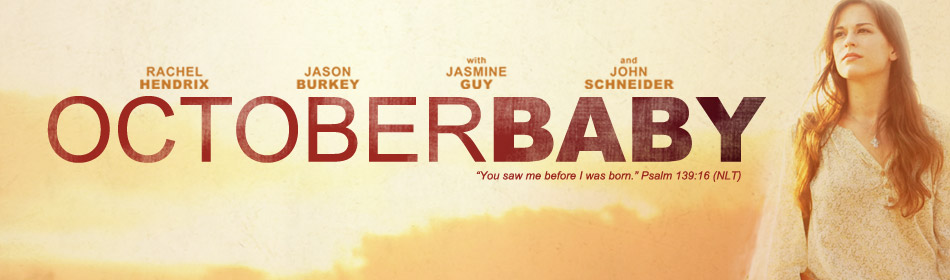 RACHEL
HENDRIX
JASON
BURKEY
with
JASMINE
GUY
and
JOHN
SCHNEIDER
OCTOBERBABY
“You saw me before I was born.” Psalm 139:16 (NLT)